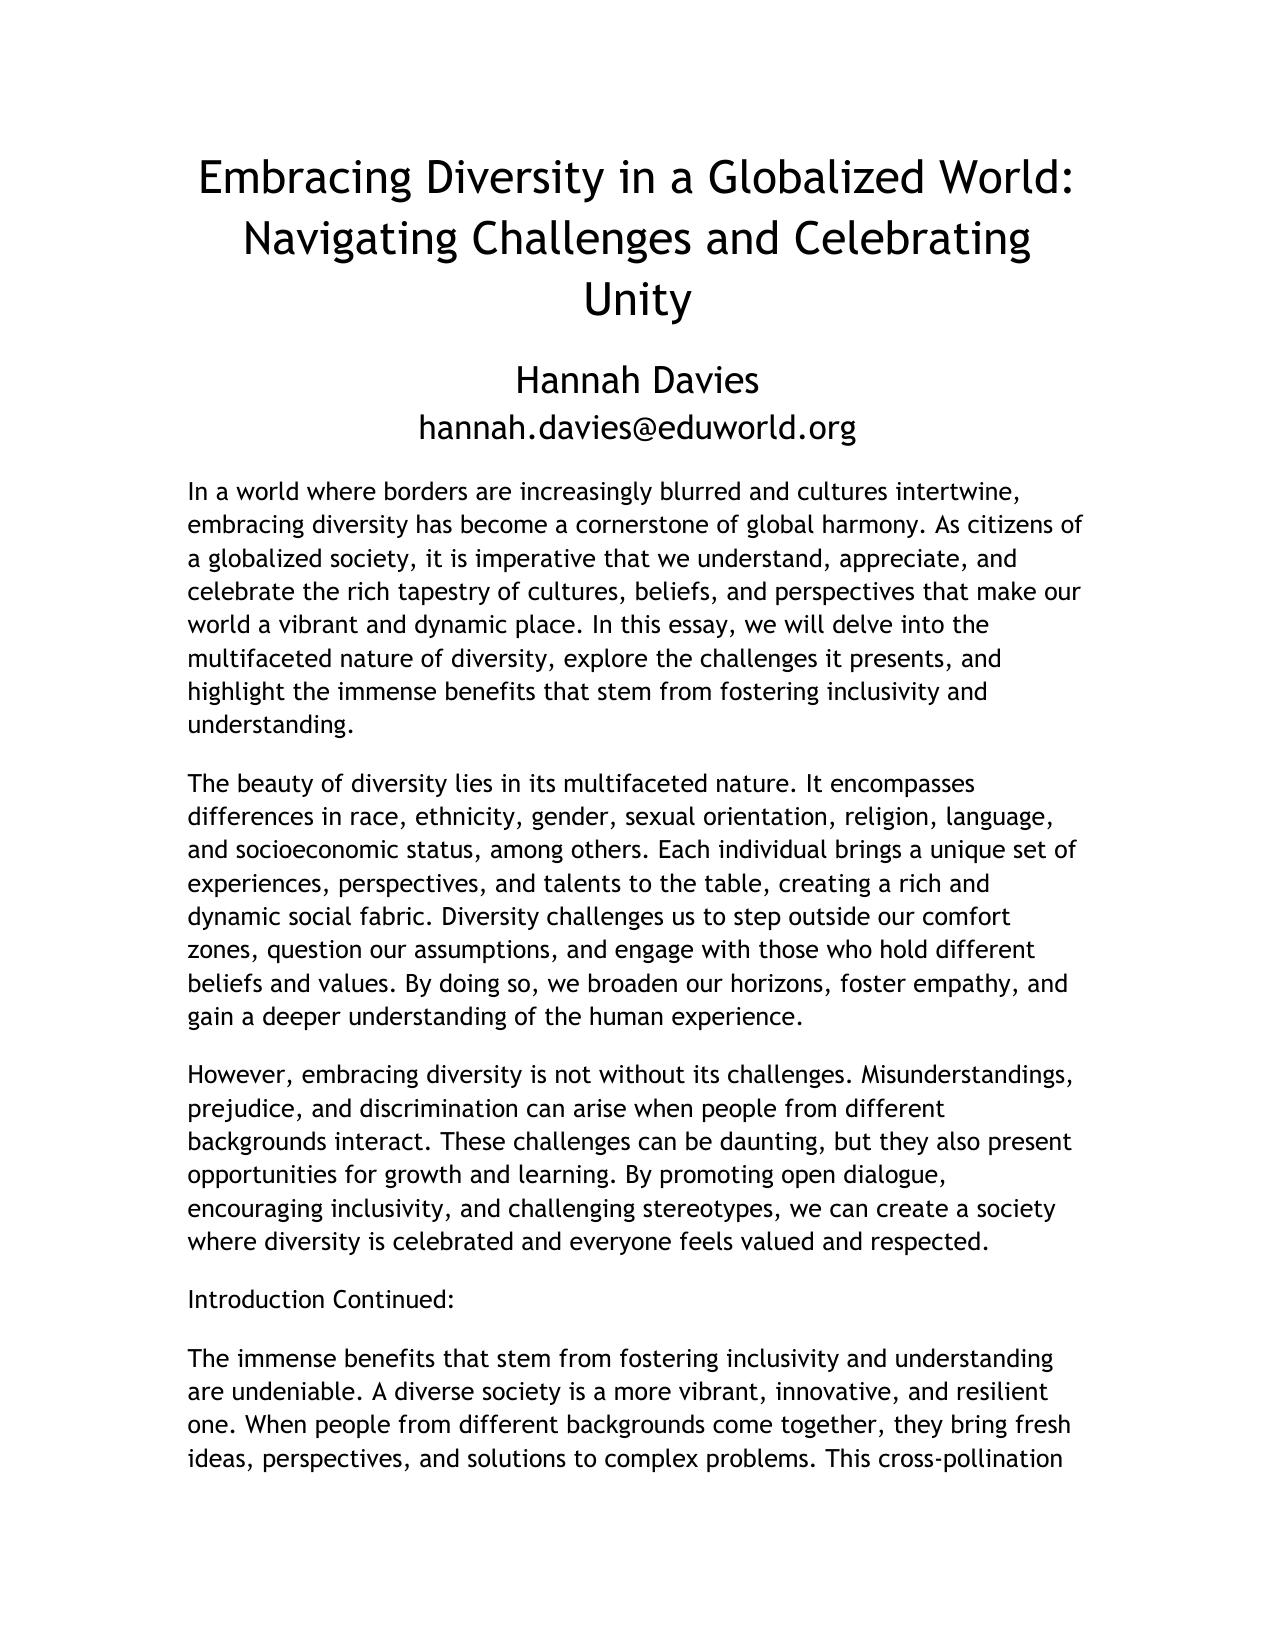 Embracing Diversity in a Globalized World:
Navigating Challenges and Celebrating
Unity
Hannah Davies
hannah.davies@eduworld.org
In a world where borders are increasingly blurred and cultures intertwine,
embracing diversity has become a cornerstone of global harmony. As citizens of
a globalized society, it is imperative that we understand, appreciate, and
celebrate the rich tapestry of cultures, beliefs, and perspectives that make our
world a vibrant and dynamic place. In this essay, we will delve into the
multifaceted nature of diversity, explore the challenges it presents, and
highlight the immense benefits that stem from fostering inclusivity and
understanding.
The beauty of diversity lies in its multifaceted nature. It encompasses
differences in race, ethnicity, gender, sexual orientation, religion, language,
and socioeconomic status, among others. Each individual brings a unique set of
experiences, perspectives, and talents to the table, creating a rich and
dynamic social fabric. Diversity challenges us to step outside our comfort
zones, question our assumptions, and engage with those who hold different
beliefs and values. By doing so, we broaden our horizons, foster empathy, and
gain a deeper understanding of the human experience.
However, embracing diversity is not without its challenges. Misunderstandings,
prejudice, and discrimination can arise when people from different
backgrounds interact. These challenges can be daunting, but they also present
opportunities for growth and learning. By promoting open dialogue,
encouraging inclusivity, and challenging stereotypes, we can create a society
where diversity is celebrated and everyone feels valued and respected.
Introduction Continued:
The immense benefits that stem from fostering inclusivity and understanding
are undeniable. A diverse society is a more vibrant, innovative, and resilient
one. When people from different backgrounds come together, they bring fresh
ideas, perspectives, and solutions to complex problems. This cross-pollination